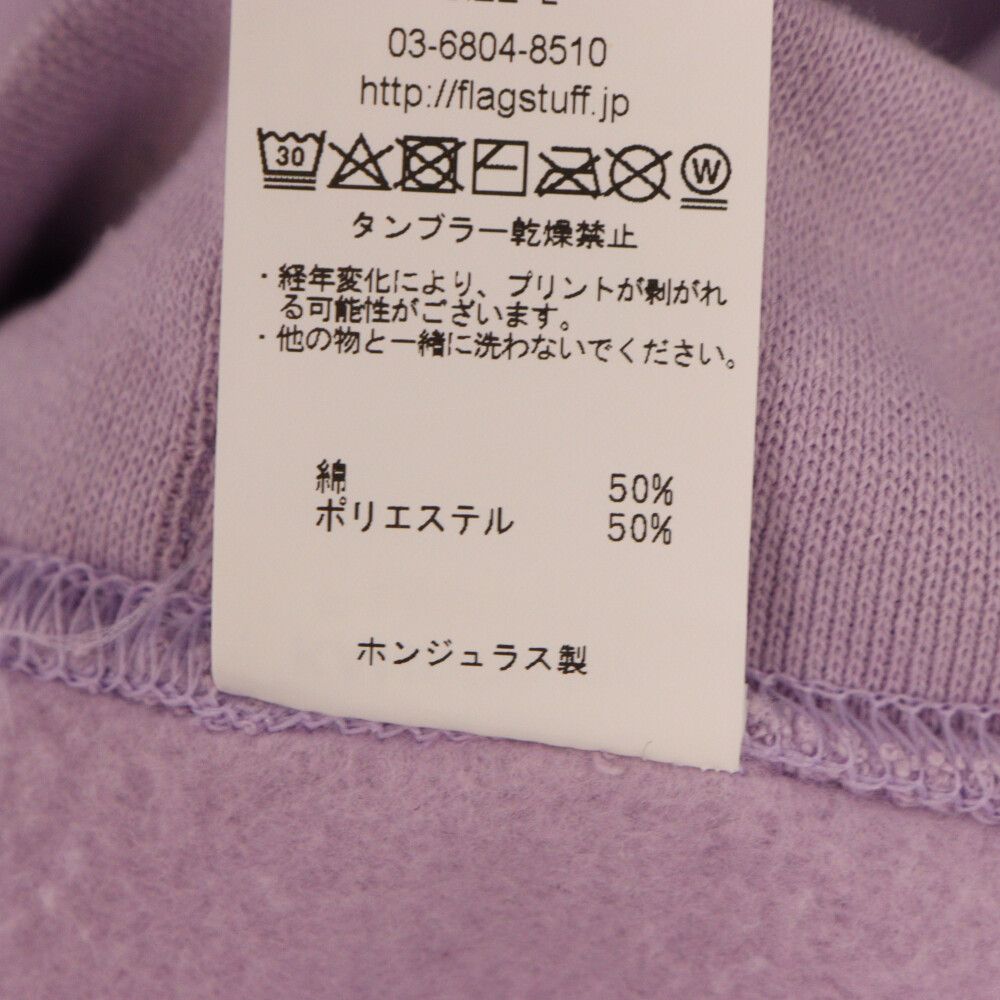 03-6804-8510
http://flagstuff.jp
30
W
タンブラー乾燥禁止
・経年変化により、プリントが剥がれ
る可能性がございます。
・他の物と一緒に洗わないでください。
綿 50%
ポリエステル 50%
ホンジュラス製